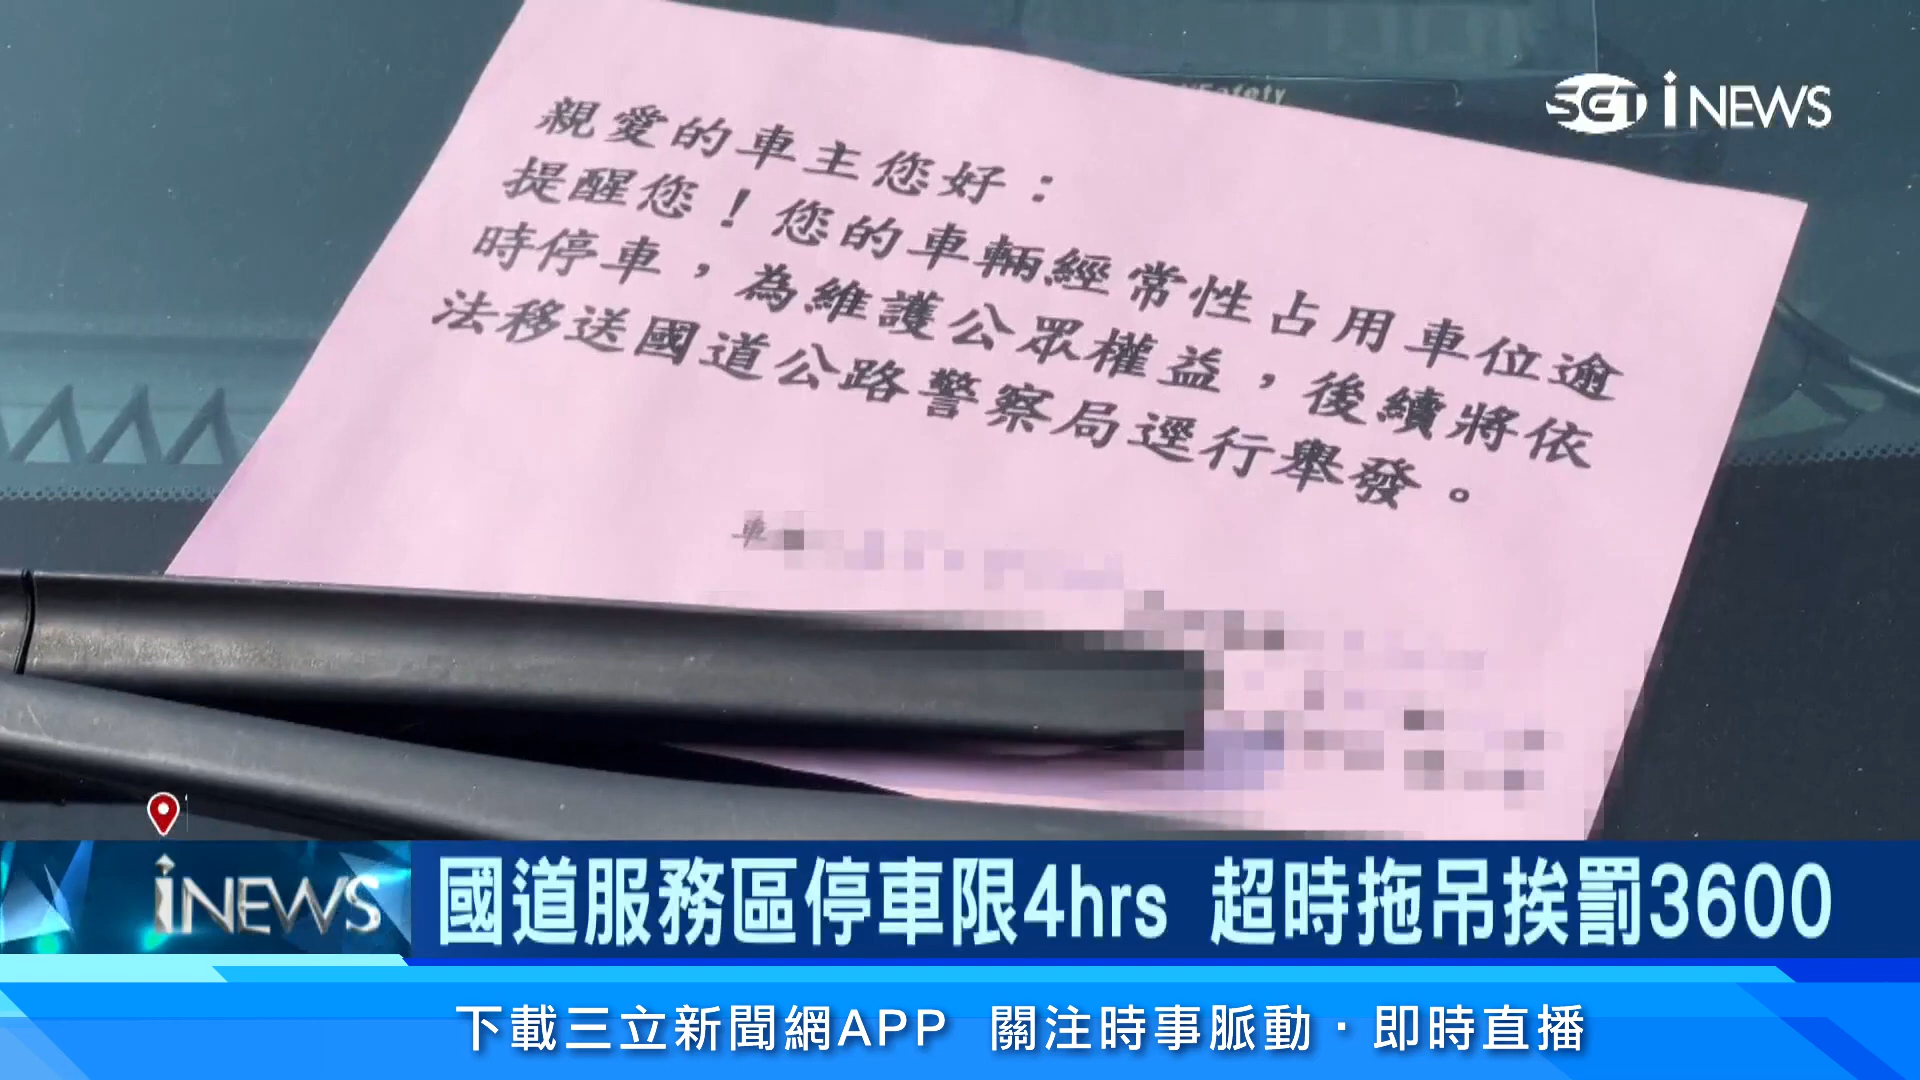 SET iNEWS
Safety
親愛的車主您好：
提醒您！您的車輛經常性占用車位逾
時停車，為維護公眾權益，後續將依
法移送國道公路警察局逕行舉發。
車
iNEWS
國道服務區停車限4hrs 超時拖吊挨罰3600
下載三立新聞網APP 關注時事脈動·即時直播